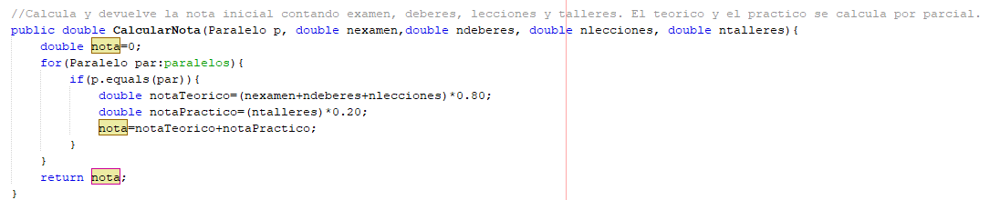 //Calcula y devuelve la nota inicial contando examen, deberes, lecciones y talleres. El teorico y el practico se calcula por parcial.
public double CalcularNota(Paralelo p, double nexamen,double ndeberes, double nlecciones, double ntalleres){
    double nota=0;
    for(Paralelo par:paralelos){
        if(p.equals(par)){
            double notaTeorico=(nexamen+ndeberes+nlecciones)*0.80;
            double notaPractico=(ntalleres)*0.20;
            nota=notaTeorico+notaPractico;
        }
    }
    return nota;
}